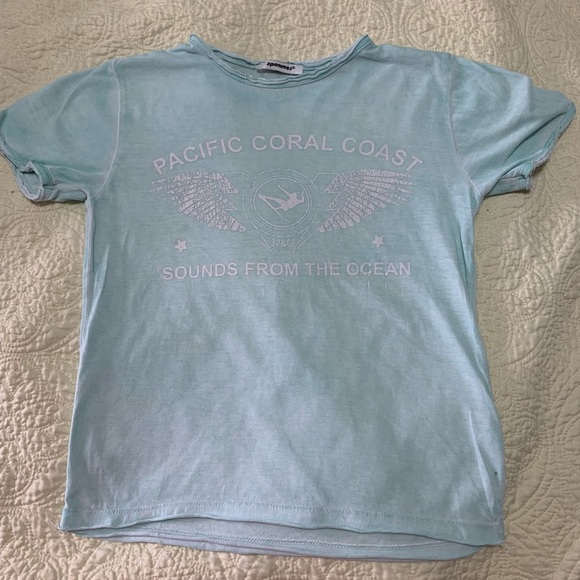 PACIFIC CORAL COAST
SOUNDS FROM THE OCEAN